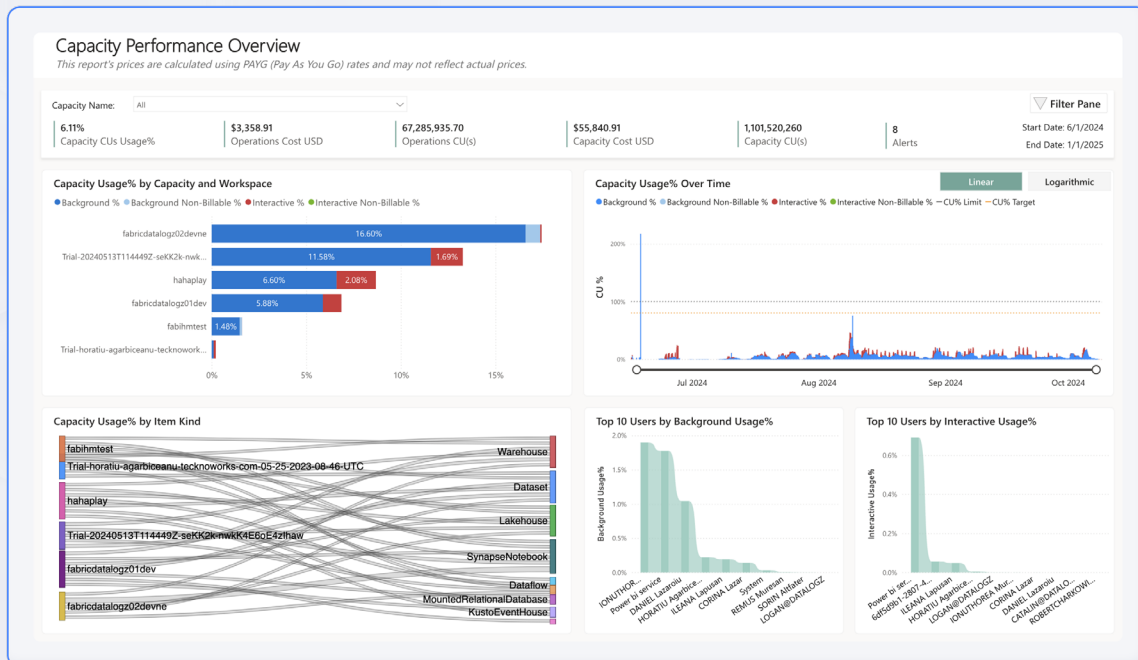 Capacity Performance Overview
This report's prices are calculated using PAYG (Pay As You Go) rates and may not reflect actual prices.
Capacity Name: All
Filter Pane
6.11%
Capacity CUs Usage%
$3,358.91
Operations Cost USD
67,285,935.70
Operations CU(s)
$55,840.91
Capacity Cost USD
1,101,520,260
Capacity CU(s)
8
Alerts
Start Date: 6/1/2024
End Date: 1/1/2025
Capacity Usage% by Capacity and Workspace
Background % Background Non-Billable % Interactive % Interactive Non-Billable %
fabricdatalogz02devne 16.60%
Trial-20240513T114449Z-seKK2k-nwk... 11.58% 1.69%
hahaplay 6.60% 2.08%
fabricdatalogz01dev 5.88%
fabihmtest 1.48%
Trial-horatiu-agarbiceanu-tecknowork...
0% 5% 10% 15%
Capacity Usage% Over Time
Linear Logarithmic
Background % Background Non-Billable % Interactive % Interactive Non-Billable % CU% Limit CU% Target
CU %
200%
100%
0%
Jul 2024 Aug 2024 Sep 2024 Oct 2024
Capacity Usage% by Item Kind
fabihmtest
Trial-horatiu-agarbiceanu-tecknoworks-com-05-25-2023-08-46-UTC
hahaplay
Trial-20240513T114449Z-seKK2k-nwkK4E6oE4zIhaw
fabricdatalogz01dev
fabricdatalogz02devne
Warehouse
Dataset
Lakehouse
SynapseNotebook
Dataflow
MountedRelationalDatabase
KustoEventHouse
Top 10 Users by Background Usage%
Background Usage%
2.0%
1.5%
1.0%
0.5%
0.0%
IONUTHOR...
Power bi service
DANIEL Lazaroiu
HORATIU Agarbice...
ILEANA Lapusan
CORINA Lazar
System
REMUS Muresan
SORIN Altfater
LOGAN@DATALOGZ
Top 10 Users by Interactive Usage%
Interactive Usage%
0.6%
0.4%
0.2%
0.0%
Power bi ser...
6df5d9b1-2807-4...
ILEANA Lapusan
HORATIU Agarbice...
LOGAN@DATALOGZ
IONUTHOREA Mur...
CORINA Lazar
DANIEL Lazaroiu
CATALIN@DATALO...
ROBERTCHARKOWL...